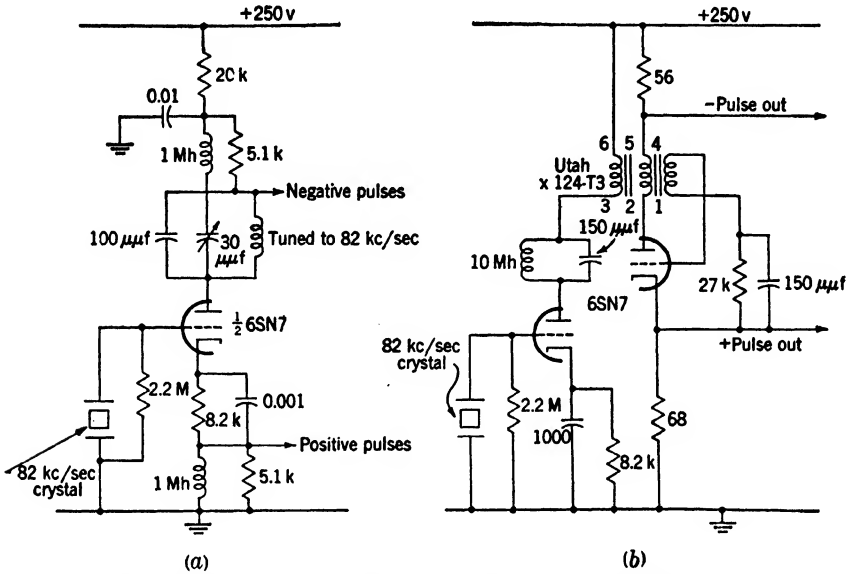 +250 v
20 k
0.01
1 Mh
5.1 k
Negative pulses
100 μμf
30
μμf
Tuned to 82 kc/sec
½ 6SN7
2.2 M
0.001
8.2 k
Positive pulses
82 kc/sec
crystal
1 Mh
5.1 k
(a)
+250 v
56
–Pulse out
6 5 4
Utah
x 124-T3
3 2 1
150 μμf
10 Mh
6SN7
27 k
150 μμf
+Pulse out
82 kc/sec
crystal
2.2 M
1000
8.2 k
68
(b)